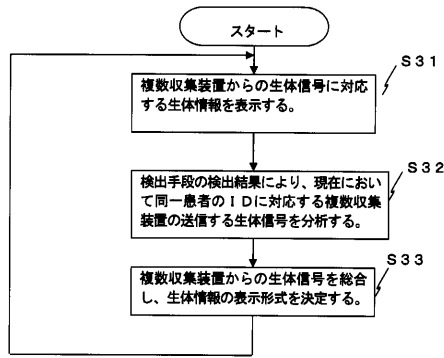 スタート
S31
複数収集装置からの生体信号に対応
する生体情報を表示する。
S32
検出手段の検出結果により、現在におい
て同一患者のIDに対応する複数収集
装置の送信する生体信号を分析する。
S33
複数収集装置からの生体信号を総合
し、生体情報の表示形式を決定する。